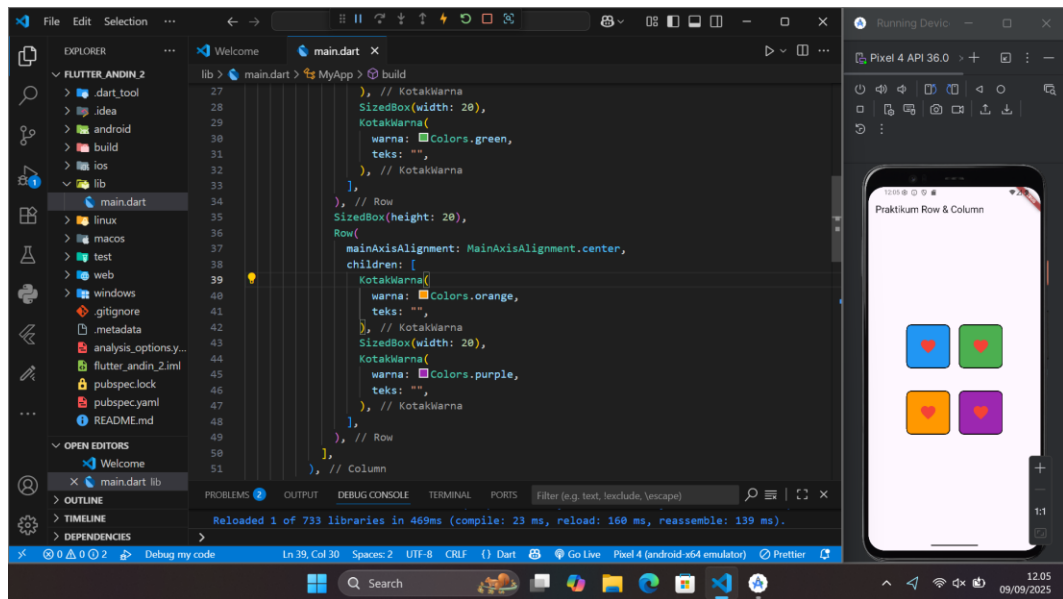 File Edit Selection ...
Running Devic
EXPLORER ...
Welcome
main.dart
Pixel 4 API 36.0
FLUTTER_ANDIN_2
lib > main.dart > MyApp > build
.dart_tool
.idea
android
build
ios
lib
main.dart
linux
macos
test
web
windows
.gitignore
.metadata
analysis_options.y...
flutter_andin_2.iml
pubspec.lock
pubspec.yaml
README.md
OPEN EDITORS
Welcome
main.dart lib
OUTLINE
TIMELINE
DEPENDENCIES
1
27 ), // KotakWarna
28 SizedBox(width: 20),
29 KotakWarna(
30 warna: Colors.green,
31 teks: "",
32 ), // KotakWarna
33 ],
34 ), // Row
35 SizedBox(height: 20),
36 Row(
37 mainAxisAlignment: MainAxisAlignment.center,
38 children: [
39 KotakWarna(
40 warna: Colors.orange,
41 teks: "",
42 ), // KotakWarna
43 SizedBox(width: 20),
44 KotakWarna(
45 warna: Colors.purple,
46 teks: "",
47 ), // KotakWarna
48 ],
49 ), // Row
50 ],
51 ), // Column
PROBLEMS 2 OUTPUT DEBUG CONSOLE TERMINAL PORTS Filter (e.g. text, !exclude, \escape)
Reloaded 1 of 733 libraries in 469ms (compile: 23 ms, reload: 160 ms, reassemble: 139 ms).
>
12:05
Praktikum Row & Column
1:1
0 0 2 Debug my code Ln 39, Col 30 Spaces: 2 UTF-8 CRLF {} Dart Go Live Pixel 4 (android-x64 emulator) Prettier
Search
12.05
09/09/2025